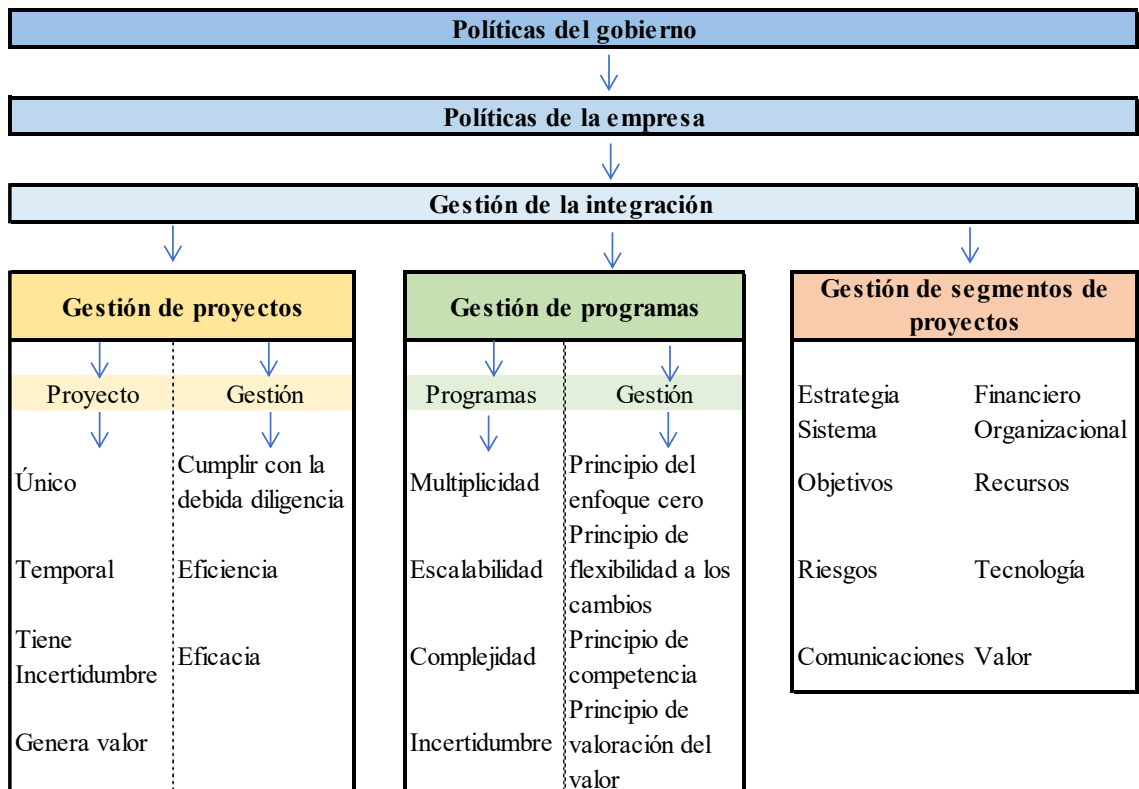 Políticas del gobierno
Políticas de la empresa
Gestión de la integración
Gestión de proyectos
Proyecto
Gestión
Único
Cumplir con la
debida diligencia
Temporal
Eficiencia
Tiene
Incertidumbre
Eficacia
Genera valor
Gestión de programas
Programas
Gestión
Multiplicidad
Principio del
enfoque cero
Escalabilidad
Principio de
flexibilidad a los
cambios
Complejidad
Principio de
competencia
Incertidumbre
Principio de
valoración del
valor
Gestión de segmentos de
proyectos
Estrategia
Financiero
Sistema
Organizacional
Objetivos
Recursos
Riesgos
Tecnología
Comunicaciones
Valor